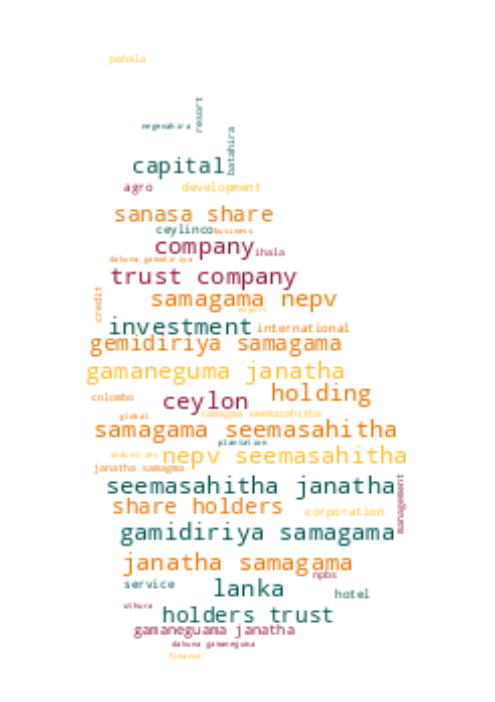 pahala
resort
negenahira
batahira
capital
agro development
sanasa share
ceylinco business
company ihala
dakuna gamidiriya
trust company
credit
samagama nepv
export
investment international
gemidiriya samagama
gamaneguma janatha
colombo ceylon holding
global samagma seemasahitha
samagama seemasahitha
plantation
industries nepv seemasahitha
janatha samagma
seemasahitha janatha
management
share holders corporation
gamidiriya samagama
janatha samagama
npbs
service lanka hotel
uthura holders trust
gamaneguama janatha
dakuna gamaneguma
finance